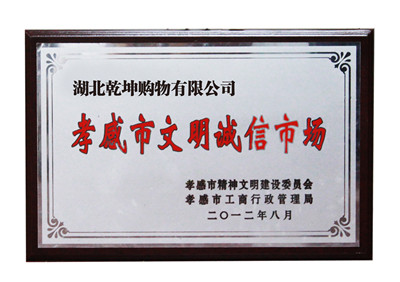 湖北乾坤购物有限公司
孝感市文明诚信市场
孝感市精神文明建设委员会
孝感市工商行政管理局
二〇一二年八月